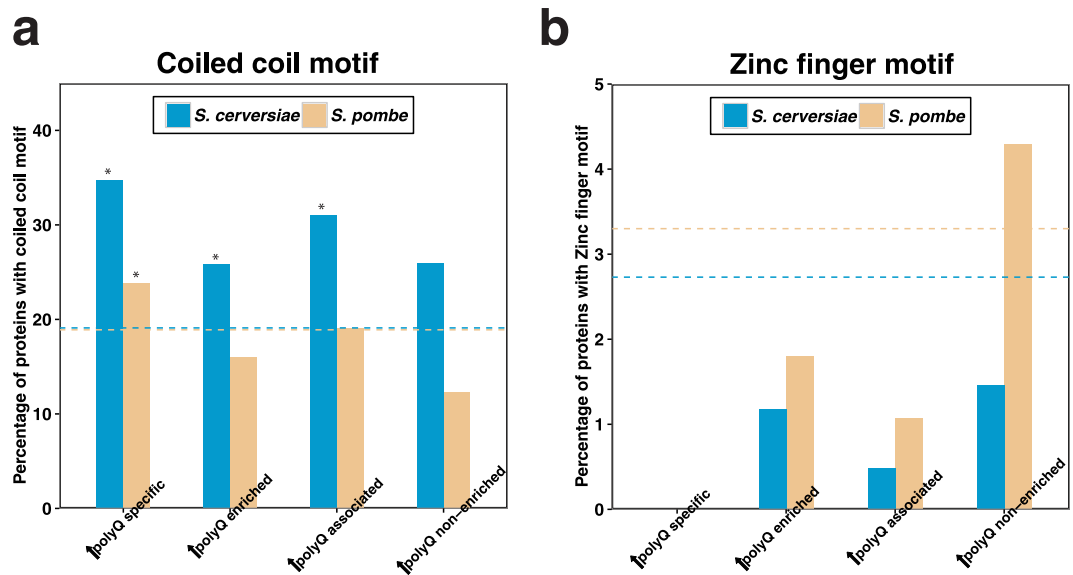 a
Coiled coil motif
S. cerversiae S. pombe
Percentage of proteins with coiled coil motif
40
30
20
10
0
*
*
*
*
polyQ specific
polyQ enriched
polyQ associated
polyQ non−enriched
b
Zinc finger motif
S. cerversiae S. pombe
Percentage of proteins with Zinc finger motif
5
4
3
2
1
0
polyQ specific
polyQ enriched
polyQ associated
polyQ non−enriched